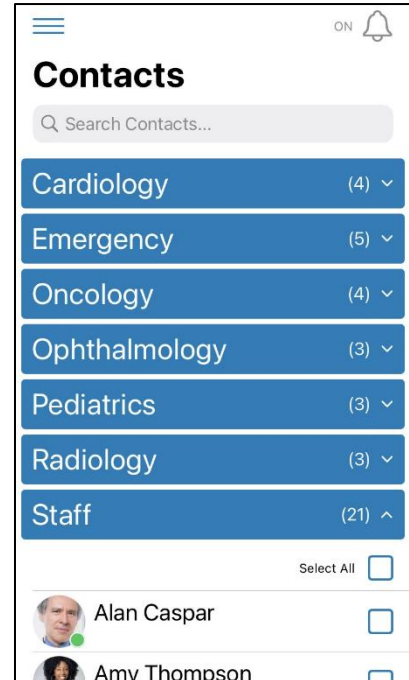 ON
Contacts
Search Contacts...
Cardiology (4)
Emergency (5)
Oncology (4)
Ophthalmology (3)
Pediatrics (3)
Radiology (3)
Staff (21)
Select All
Alan Caspar
Amy Thompson